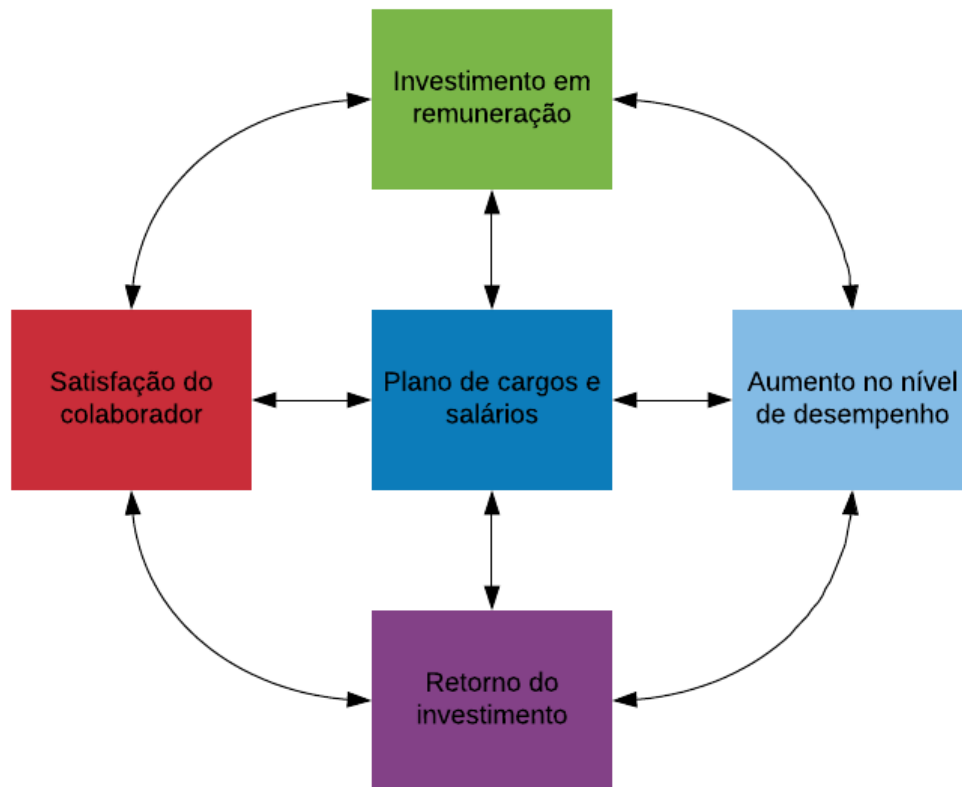 Investimento em
remuneração
Satisfação do
colaborador
Plano de cargos e
salários
Aumento no nível
de desempenho
Retorno do
investimento